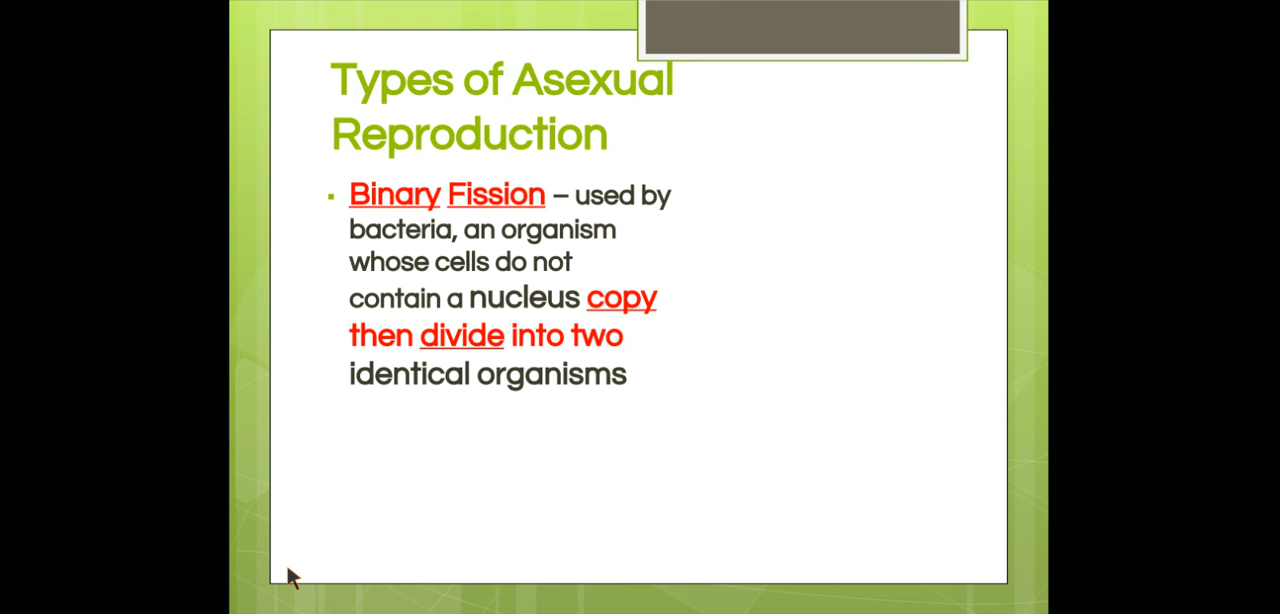 Types of Asexual
Reproduction
▪ Binary Fission – used by
bacteria, an organism
whose cells do not
contain a nucleus copy
then divide into two
identical organisms